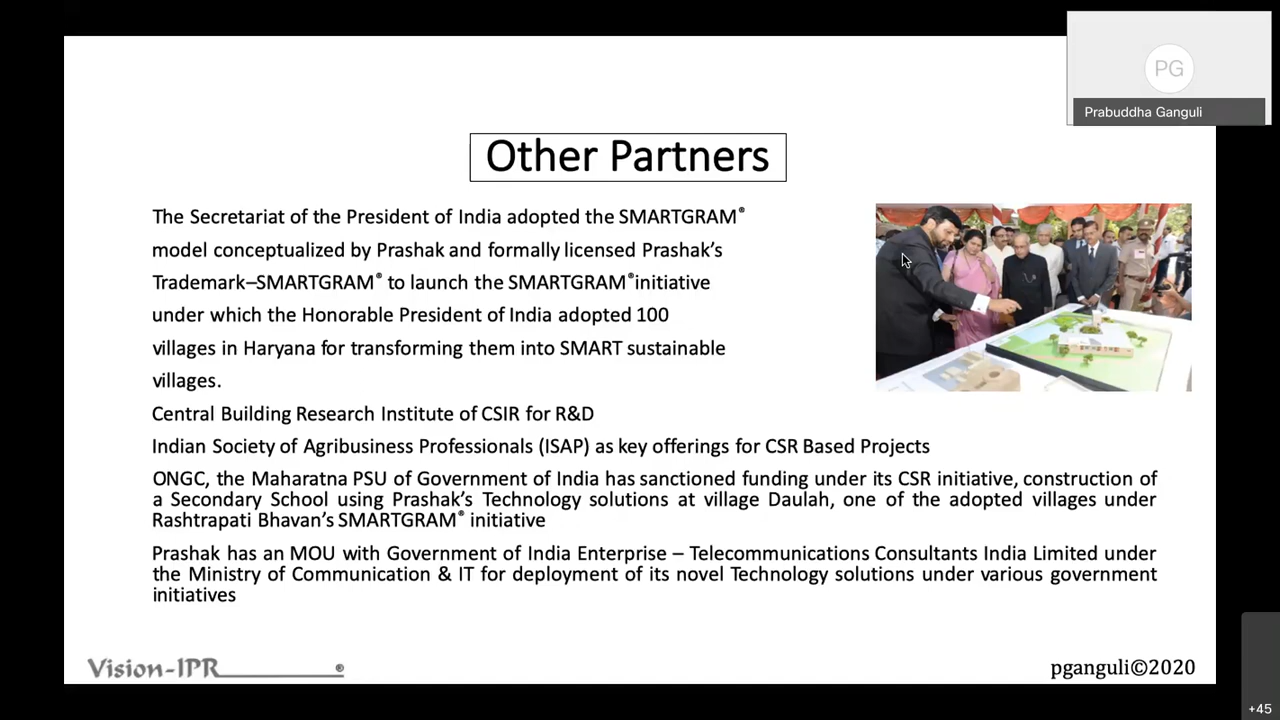 PG
Prabuddha Ganguli
Other Partners
The Secretariat of the President of India adopted the SMARTGRAM®
model conceptualized by Prashak and formally licensed Prashak's
Trademark–SMARTGRAM® to launch the SMARTGRAM®initiative
under which the Honorable President of India adopted 100
villages in Haryana for transforming them into SMART sustainable
villages.
Central Building Research Institute of CSIR for R&D
Indian Society of Agribusiness Professionals (ISAP) as key offerings for CSR Based Projects
ONGC, the Maharatna PSU of Government of India has sanctioned funding under its CSR initiative, construction of
a Secondary School using Prashak's Technology solutions at village Daulah, one of the adopted villages under
Rashtrapati Bhavan's SMARTGRAM® initiative
Prashak has an MOU with Government of India Enterprise – Telecommunications Consultants India Limited under
the Ministry of Communication & IT for deployment of its novel Technology solutions under various government
initiatives
Vision-IPR ®
pganguli©2020
+45